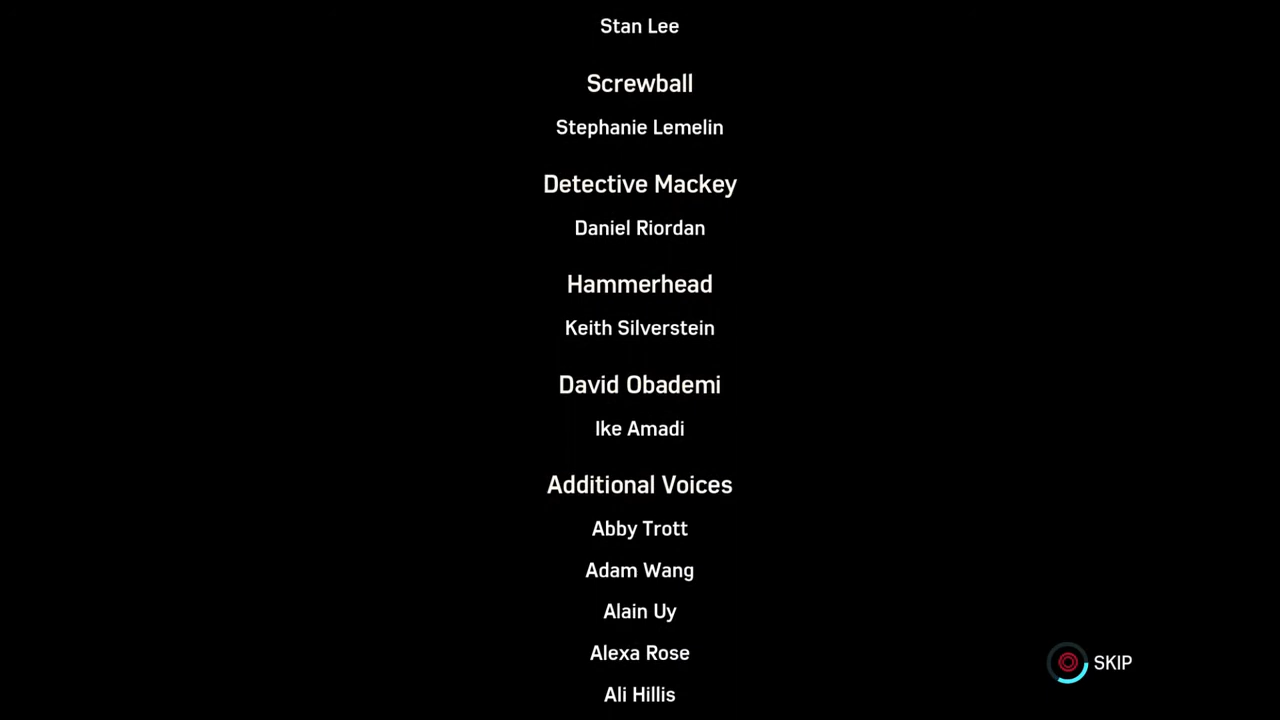 Stan Lee
Screwball
Stephanie Lemelin
Detective Mackey
Daniel Riordan
Hammerhead
Keith Silverstein
David Obademi
Ike Amadi
Additional Voices
Abby Trott
Adam Wang
Alain Uy
Alexa Rose
Ali Hillis
SKIP